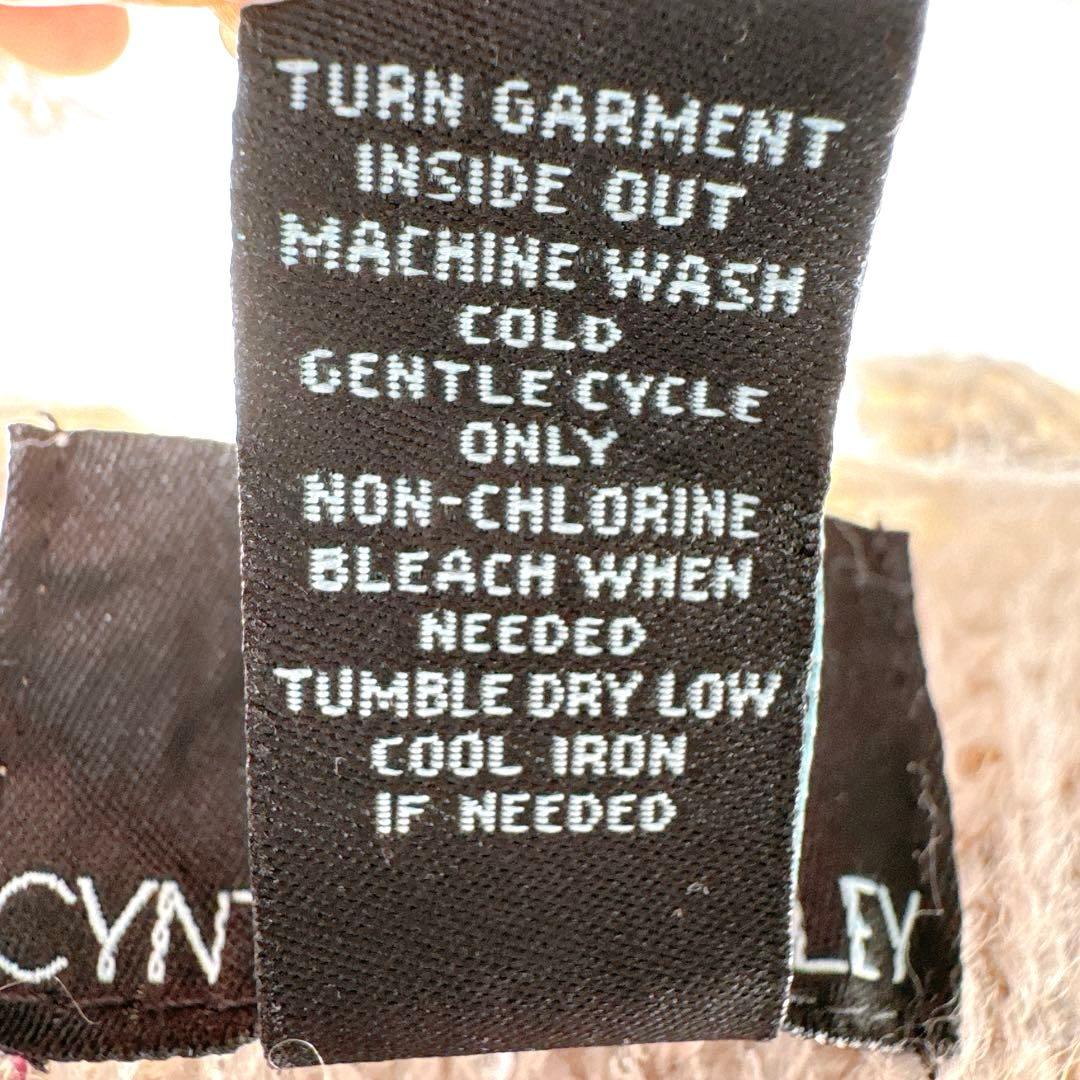 TURN GARMENT
INSIDE OUT
MACHINE WASH
COLD
GENTLE CYCLE
ONLY
NON-CHLORINE
BLEACH WHEN
NEEDED
TUMBLE DRY LOW
COOL IRON
IF NEEDED